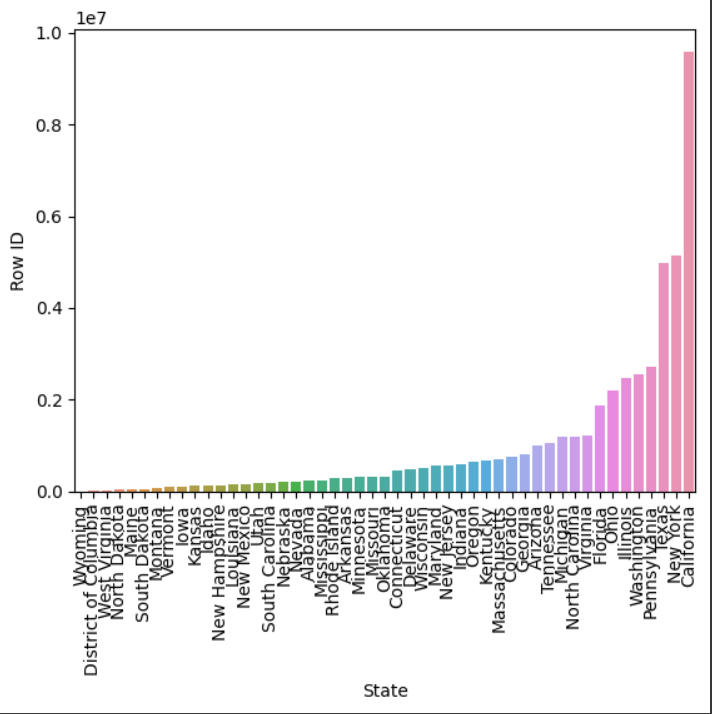 1e7
1.0
0.8
0.6
0.4
0.2
0.0
Row ID
Wyoming
District of Columbia
West Virginia
North Dakota
Maine
South Dakota
Montana
Vermont
Iowa
Kansas
Idaho
New Hampshire
Louisiana
New Mexico
Utah
South Carolina
Nebraska
Nevada
Alabama
Mississippi
Rhode Island
Arkansas
Minnesota
Missouri
Oklahoma
Connecticut
Delaware
Wisconsin
Maryland
New Jersey
Indiana
Oregon
Kentucky
Massachusetts
Colorado
Georgia
Arizona
Tennessee
Michigan
North Carolina
Virginia
Florida
Ohio
Illinois
Washington
Pennsylvania
Texas
New York
California
State